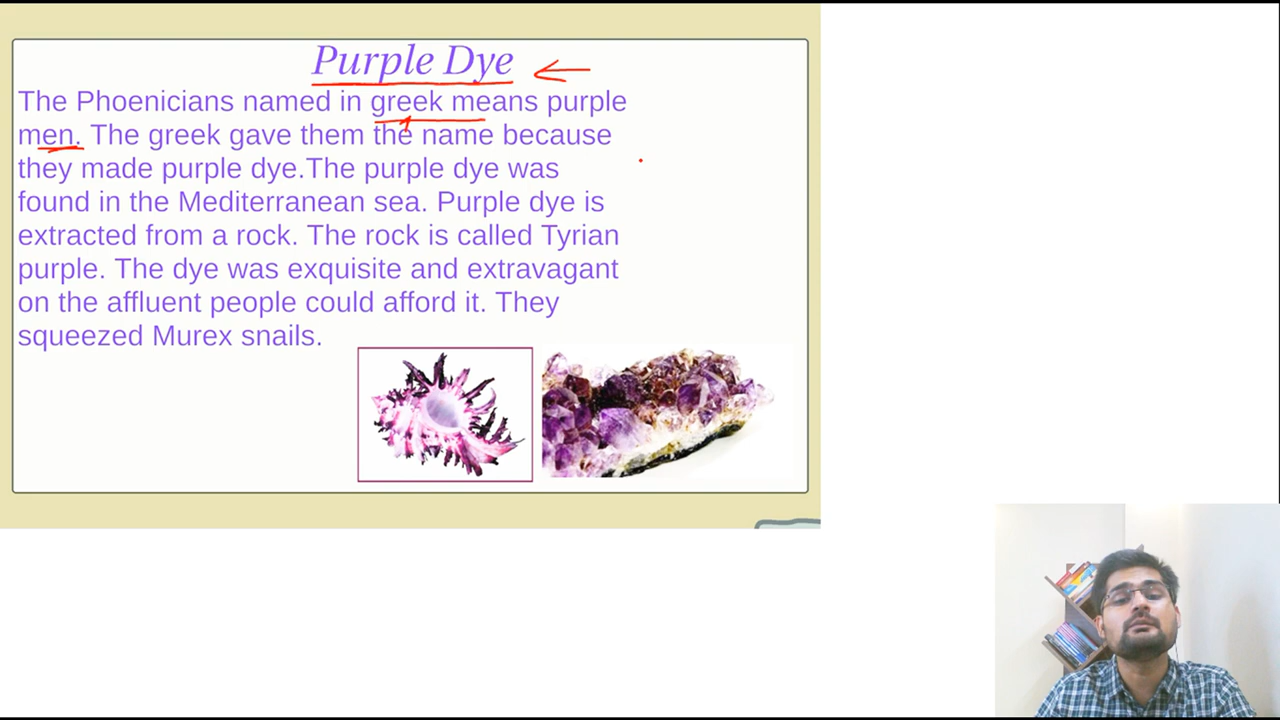 Purple Dye
The Phoenicians named in greek means purple
men. The greek gave them the name because
they made purple dye.The purple dye was
found in the Mediterranean sea. Purple dye is
extracted from a rock. The rock is called Tyrian
purple. The dye was exquisite and extravagant
on the affluent people could afford it. They
squeezed Murex snails.